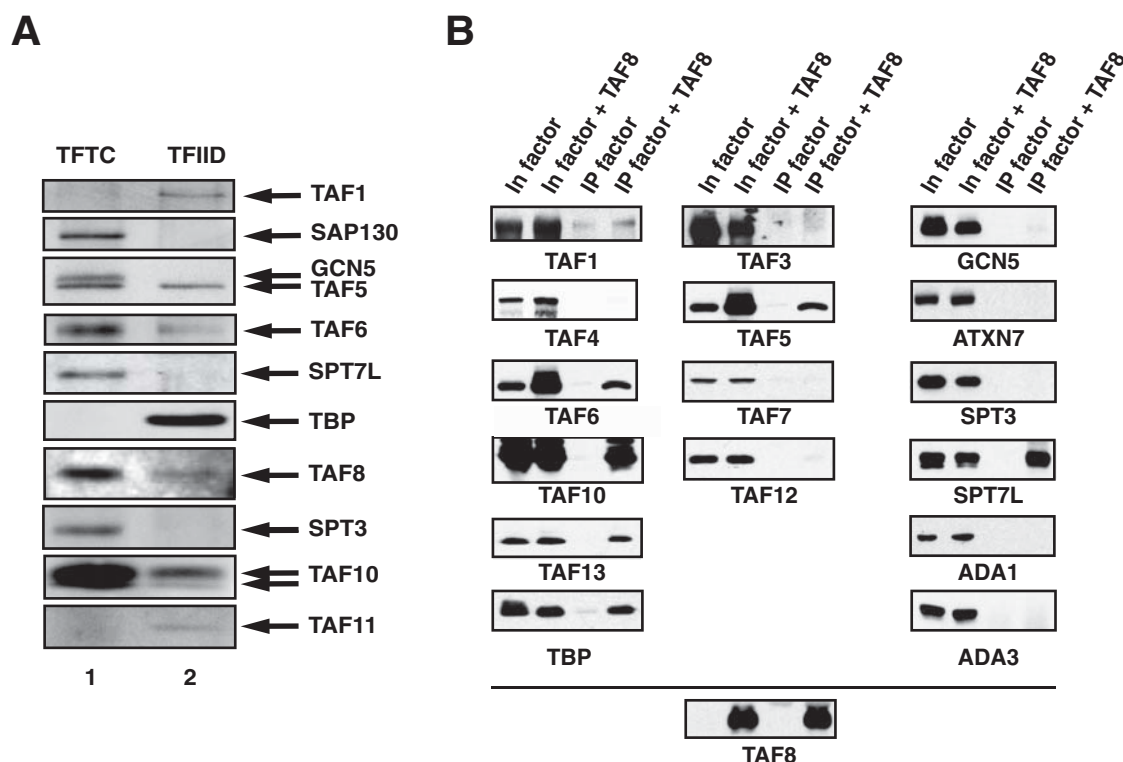 A
TFTC TFIID
TAF1
SAP130
GCN5
TAF5
TAF6
SPT7L
TBP
TAF8
SPT3
TAF10
TAF11
1 2
B
In factor In factor + TAF8 IP factor IP factor + TAF8
In factor In factor + TAF8 IP factor IP factor + TAF8
In factor In factor + TAF8 IP factor IP factor + TAF8
TAF1 TAF3 GCN5
TAF4 TAF5 ATXN7
TAF6 TAF7 SPT3
TAF10 TAF12 SPT7L
TAF13 ADA1
TBP ADA3
TAF8